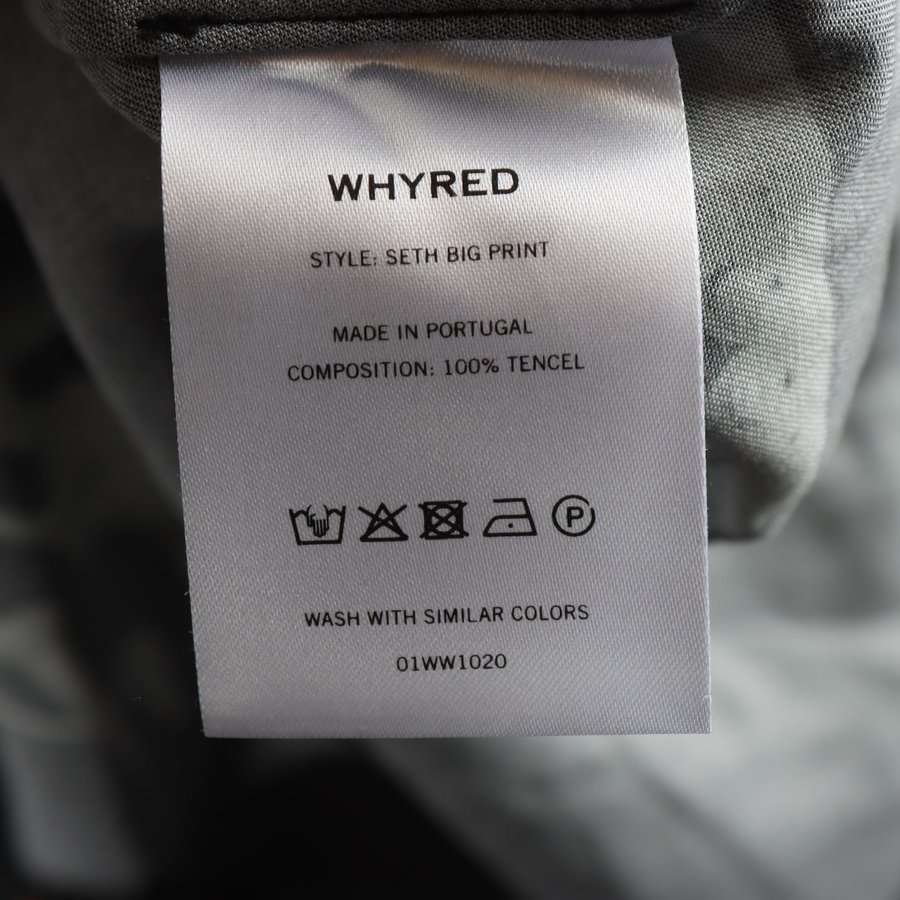 WHYRED
STYLE: SETH BIG PRINT
MADE IN PORTUGAL
COMPOSITION: 100% TENCEL
P
WASH WITH SIMILAR COLORS
01WW1020